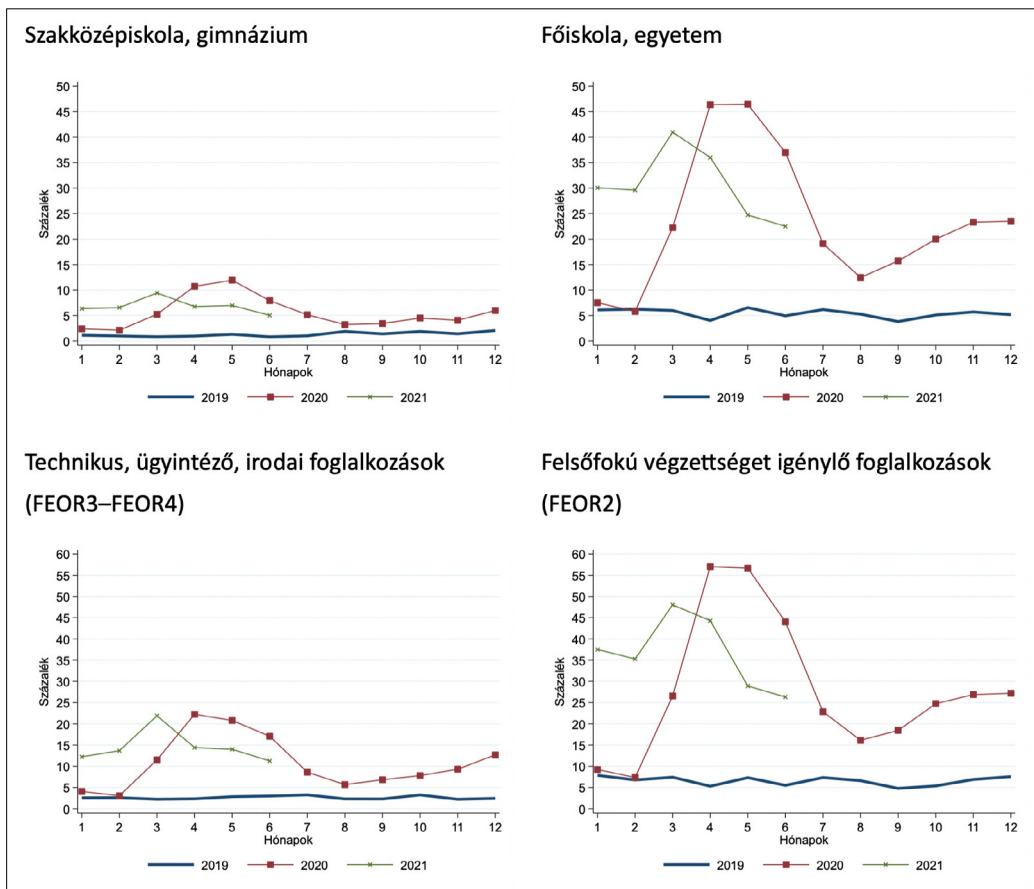 Szakközépiskola, gimnázium
Százalék
50
45
40
35
30
25
20
15
10
5
0
1 2 3 4 5 6 7 8 9 10 11 12
Hónapok
2019 2020 2021
Főiskola, egyetem
Százalék
50
45
40
35
30
25
20
15
10
5
0
1 2 3 4 5 6 7 8 9 10 11 12
Hónapok
2019 2020 2021
Technikus, ügyintéző, irodai foglalkozások
(FEOR3–FEOR4)
Százalék
60
55
50
45
40
35
30
25
20
15
10
5
0
1 2 3 4 5 6 7 8 9 10 11 12
Hónapok
2019 2020 2021
Felsőfokú végzettséget igénylő foglalkozások
(FEOR2)
Százalék
60
55
50
45
40
35
30
25
20
15
10
5
0
1 2 3 4 5 6 7 8 9 10 11 12
Hónapok
2019 2020 2021